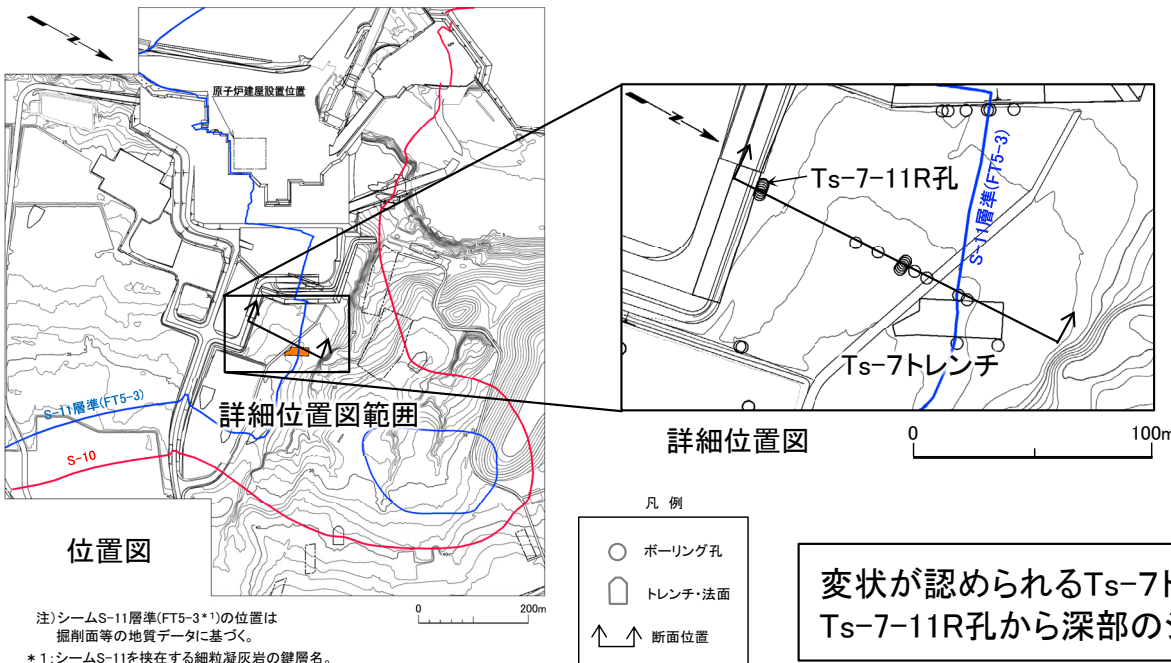 原子炉建屋設置位置
N
S-11層準(FT5-3)
S-10
詳細位置図範囲
位置図
0 200m
注)シームS-11層準(FT5-3*1)の位置は
掘削面等の地質データに基づく。
*1:シームS-11を挟在する細粒凝灰岩の鍵層名。
N
Ts-7-11R孔
S-11層準(FT5-3)
Ts-7トレンチ
詳細位置図
0 100m
凡 例
ボーリング孔
トレンチ・法面
断面位置
変状が認められるTs-7ト
Ts-7-11R孔から深部のシ